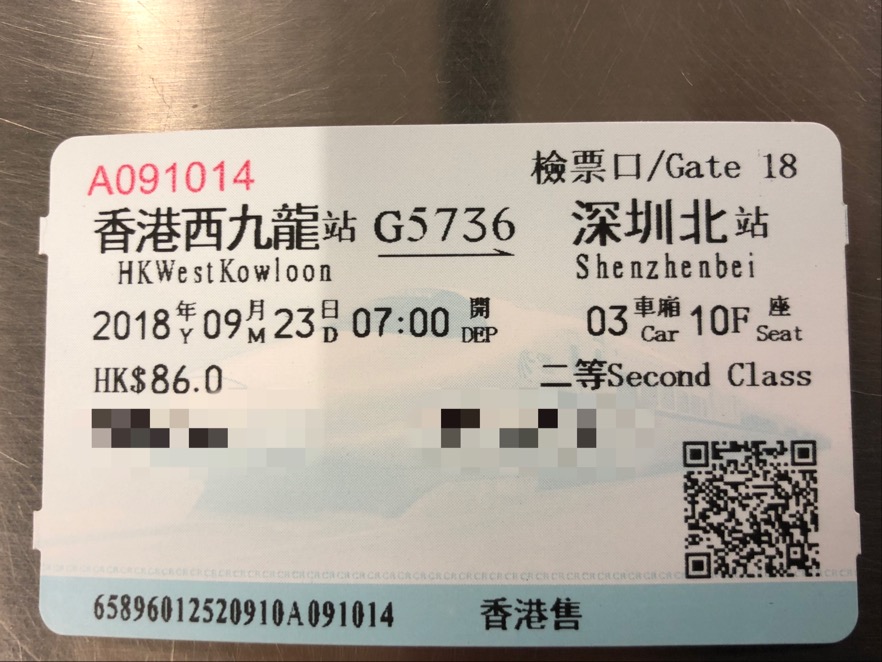 A091014 檢票口/Gate 18
香港西九龍站 G5736 深圳北站
HKWestKowloon Shenzhenbei
2018年Y 09月M 23日D 07:00 開DEP 03車廂Car 10F座Seat
HK$86.0 二等Second Class
65896012520910A091014 香港售